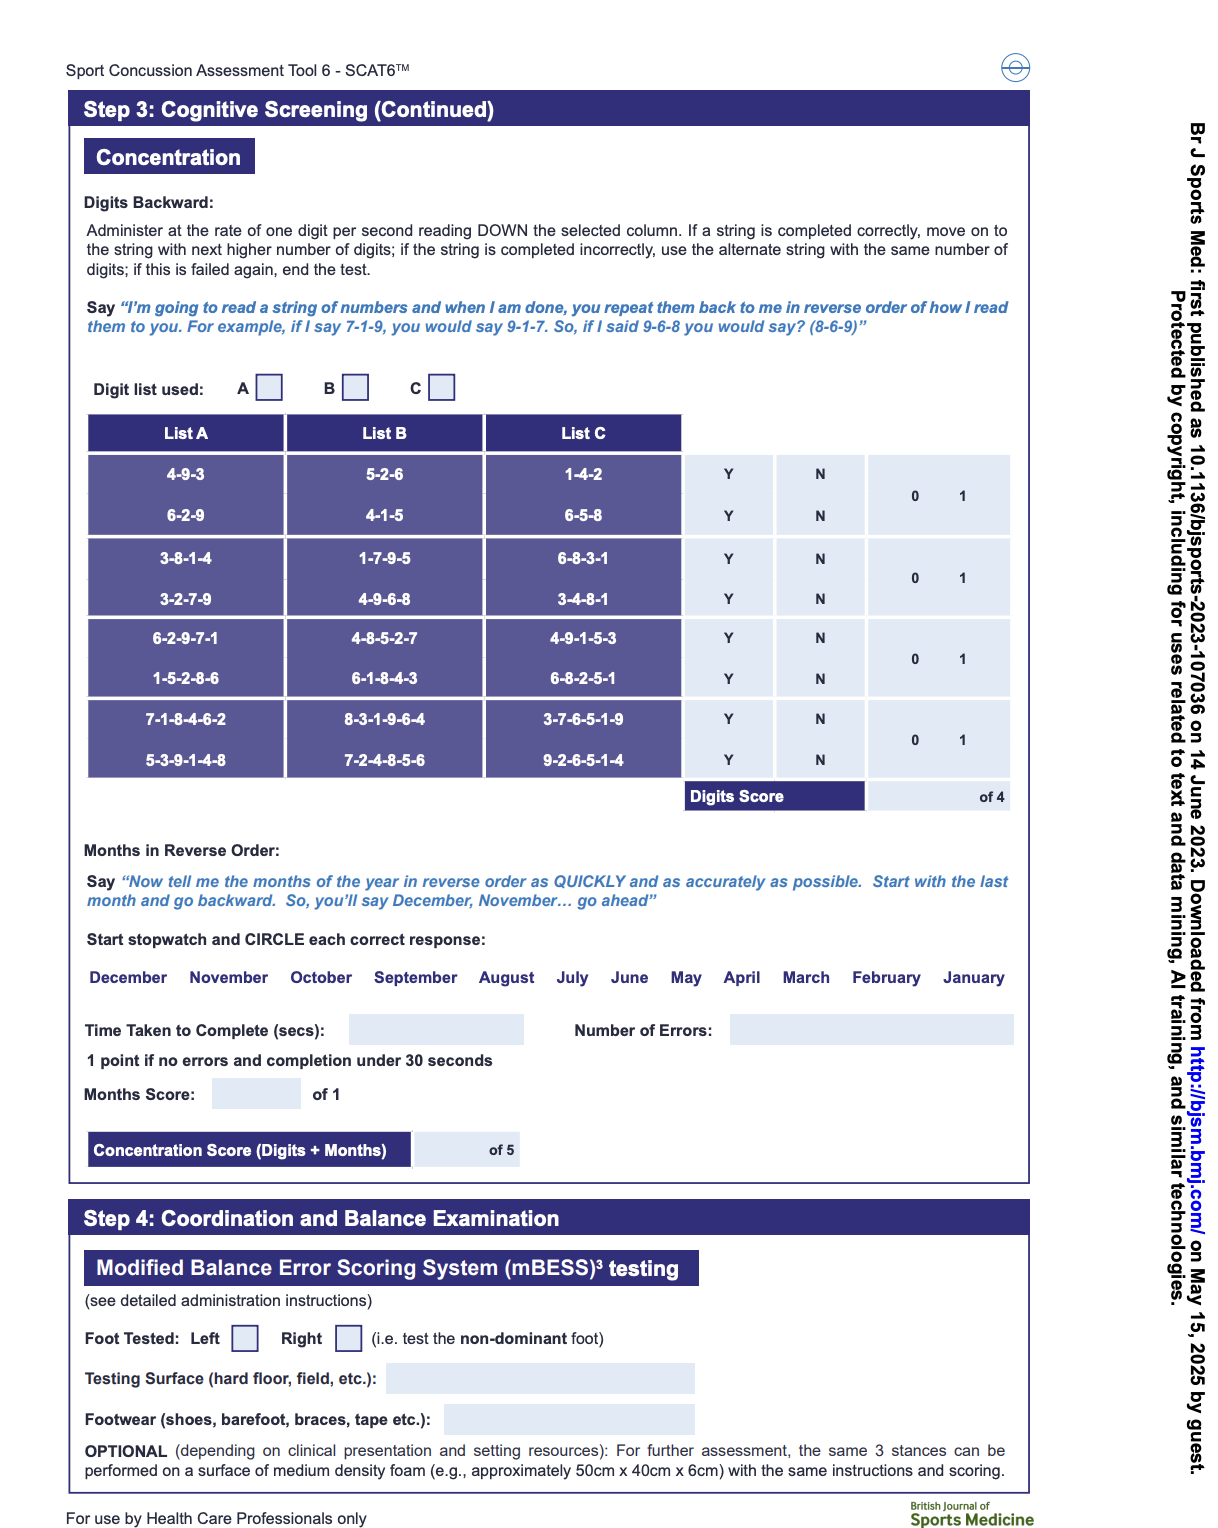 Sport Concussion Assessment Tool 6 - SCAT6™
Step 3: Cognitive Screening (Continued)
Concentration
Digits Backward:
Administer at the rate of one digit per second reading DOWN the selected column. If a string is completed correctly, move on to
the string with next higher number of digits; if the string is completed incorrectly, use the alternate string with the same number of
digits; if this is failed again, end the test.
Say “I’m going to read a string of numbers and when I am done, you repeat them back to me in reverse order of how I read
them to you. For example, if I say 7-1-9, you would say 9-1-7. So, if I said 9-6-8 you would say? (8-6-9)”
Digit list used: A B C
List A List B List C
4-9-3 5-2-6 1-4-2 Y N
0 1
6-2-9 4-1-5 6-5-8 Y N
3-8-1-4 1-7-9-5 6-8-3-1 Y N
0 1
3-2-7-9 4-9-6-8 3-4-8-1 Y N
6-2-9-7-1 4-8-5-2-7 4-9-1-5-3 Y N
0 1
1-5-2-8-6 6-1-8-4-3 6-8-2-5-1 Y N
7-1-8-4-6-2 8-3-1-9-6-4 3-7-6-5-1-9 Y N
0 1
5-3-9-1-4-8 7-2-4-8-5-6 9-2-6-5-1-4 Y N
Digits Score of 4
Months in Reverse Order:
Say “Now tell me the months of the year in reverse order as QUICKLY and as accurately as possible. Start with the last
month and go backward. So, you’ll say December, November… go ahead”
Start stopwatch and CIRCLE each correct response:
December November October September August July June May April March February January
Time Taken to Complete (secs): Number of Errors:
1 point if no errors and completion under 30 seconds
Months Score: of 1
Concentration Score (Digits + Months) of 5
Step 4: Coordination and Balance Examination
Modified Balance Error Scoring System (mBESS)³ testing
(see detailed administration instructions)
Foot Tested: Left Right (i.e. test the non-dominant foot)
Testing Surface (hard floor, field, etc.):
Footwear (shoes, barefoot, braces, tape etc.):
OPTIONAL (depending on clinical presentation and setting resources): For further assessment, the same 3 stances can be
performed on a surface of medium density foam (e.g., approximately 50cm x 40cm x 6cm) with the same instructions and scoring.
For use by Health Care Professionals only
British Journal of
Sports Medicine
Br J Sports Med: first published as 10.1136/bjsports-2023-107036 on 14 June 2023. Downloaded from http://bjsm.bmj.com/ on May 15, 2025 by guest.
Protected by copyright, including for uses related to text and data mining, AI training, and similar technologies.